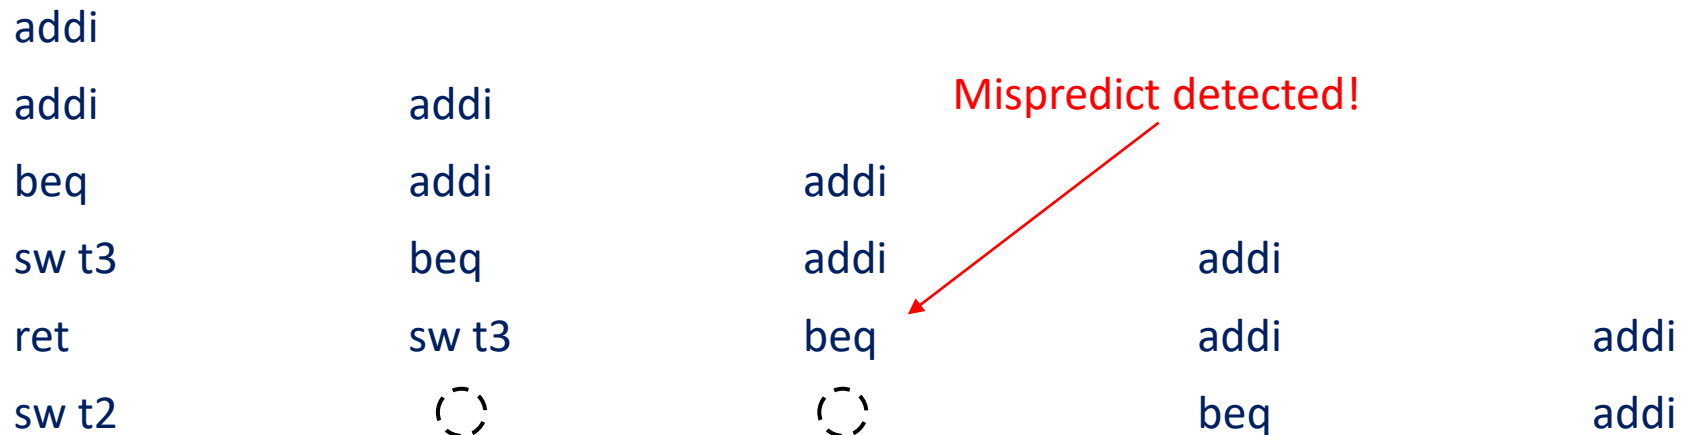 addi
Mispredict detected!
addi addi
beq addi addi
sw t3 beq addi addi
ret sw t3 beq addi addi
sw t2 beq addi